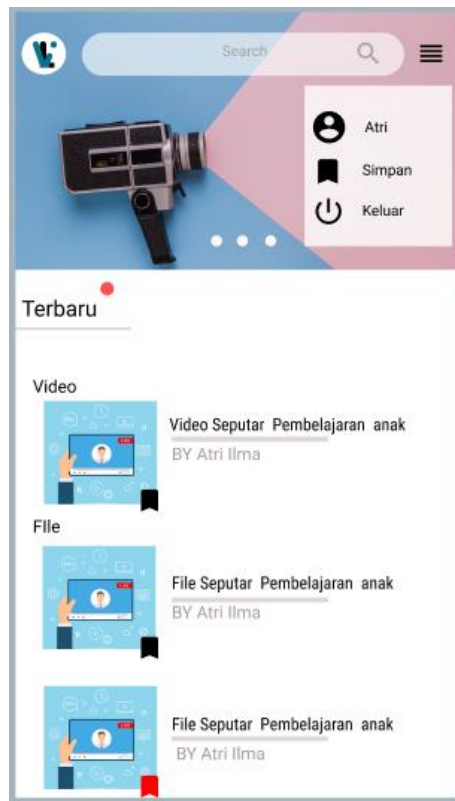 Search
Atri
Simpan
Keluar
Terbaru
Video
Video Seputar Pembelajaran anak
BY Atri Ilma
FIle
File Seputar Pembelajaran anak
BY Atri Ilma
File Seputar Pembelajaran anak
BY Atri Ilma